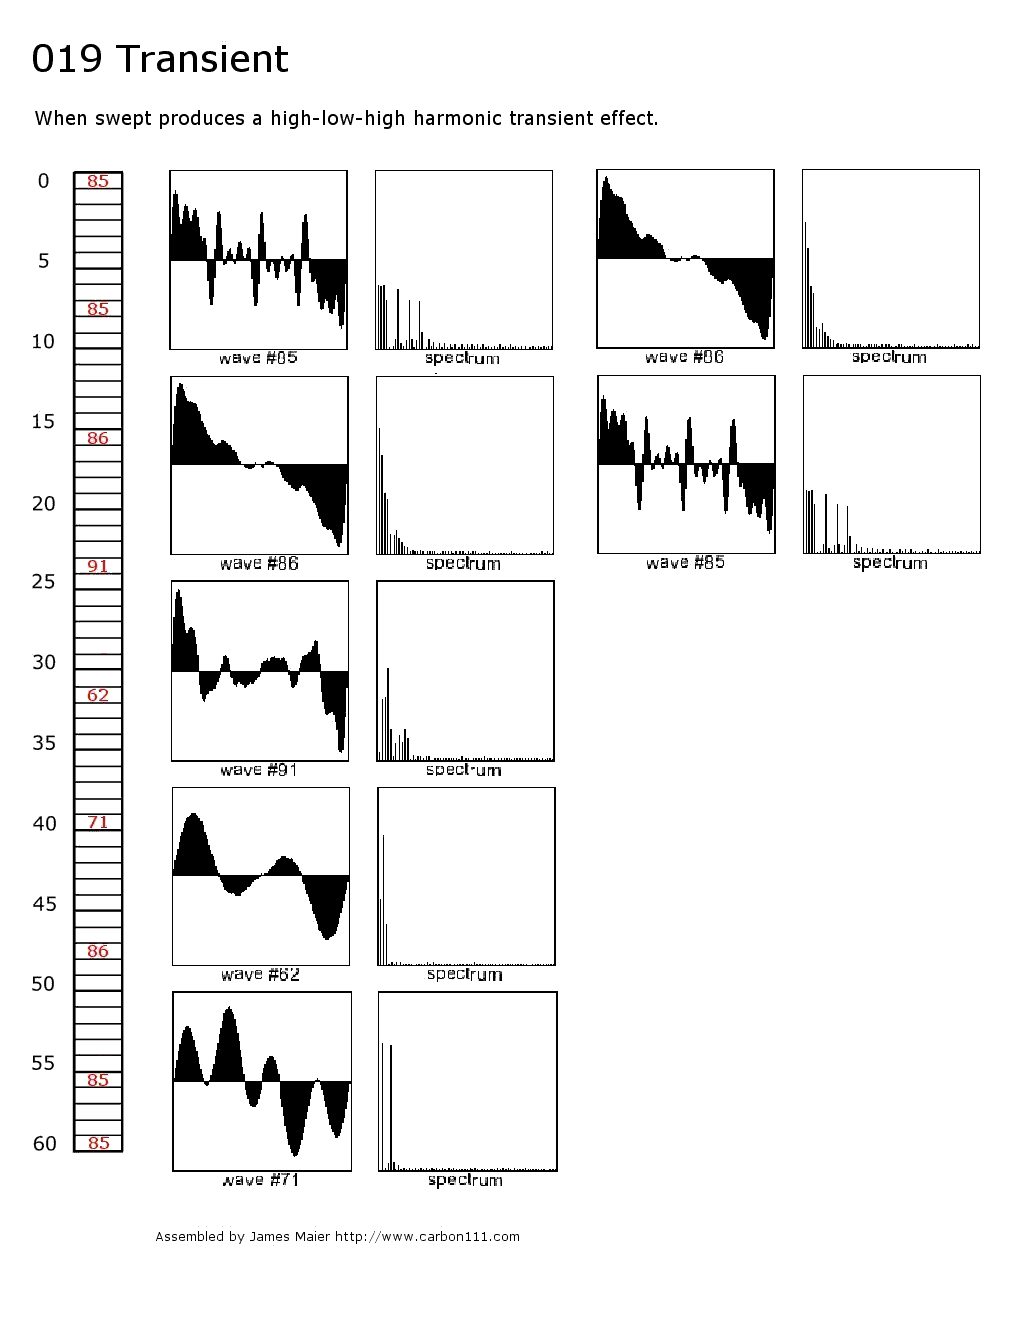 019 Transient
When swept produces a high-low-high harmonic transient effect.
0
85
5
85
10
15
86
20
91
25
30
62
35
40
71
45
86
50
55
85
60
85
wave #85
spectrum
wave #86
spectrum
wave #86
spectrum
wave #85
spectrum
wave #91
spectrum
wave #62
spectrum
wave #71
spectrum
Assembled by James Maier http://www.carbon111.com